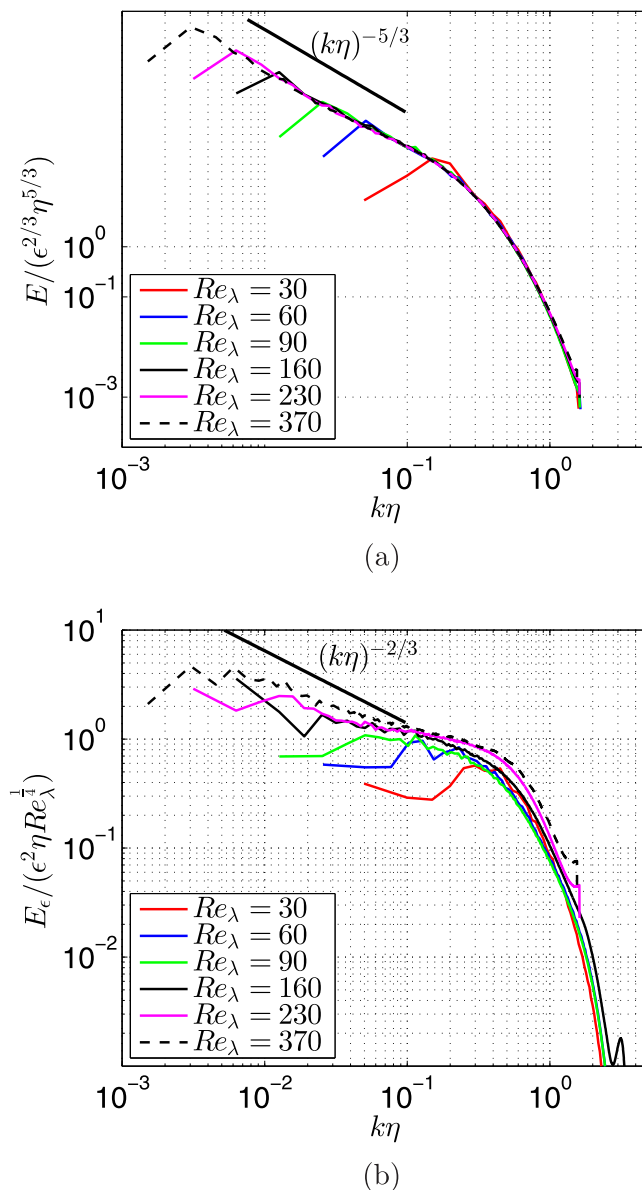 (kη)^{-5/3}
E/(ϵ^{2/3}η^{5/3})
10^0
10^{-1}
10^{-3}
Re_λ = 30
Re_λ = 60
Re_λ = 90
Re_λ = 160
Re_λ = 230
Re_λ = 370
10^{-3} 10^{-1} 10^0
kη
(a)
10^1
(kη)^{-2/3}
10^0
E_ϵ/(ϵ^2ηRe_λ^{1/4})
10^{-1}
10^{-2}
Re_λ = 30
Re_λ = 60
Re_λ = 90
Re_λ = 160
Re_λ = 230
Re_λ = 370
10^{-3} 10^{-2} 10^{-1} 10^0
kη
(b)